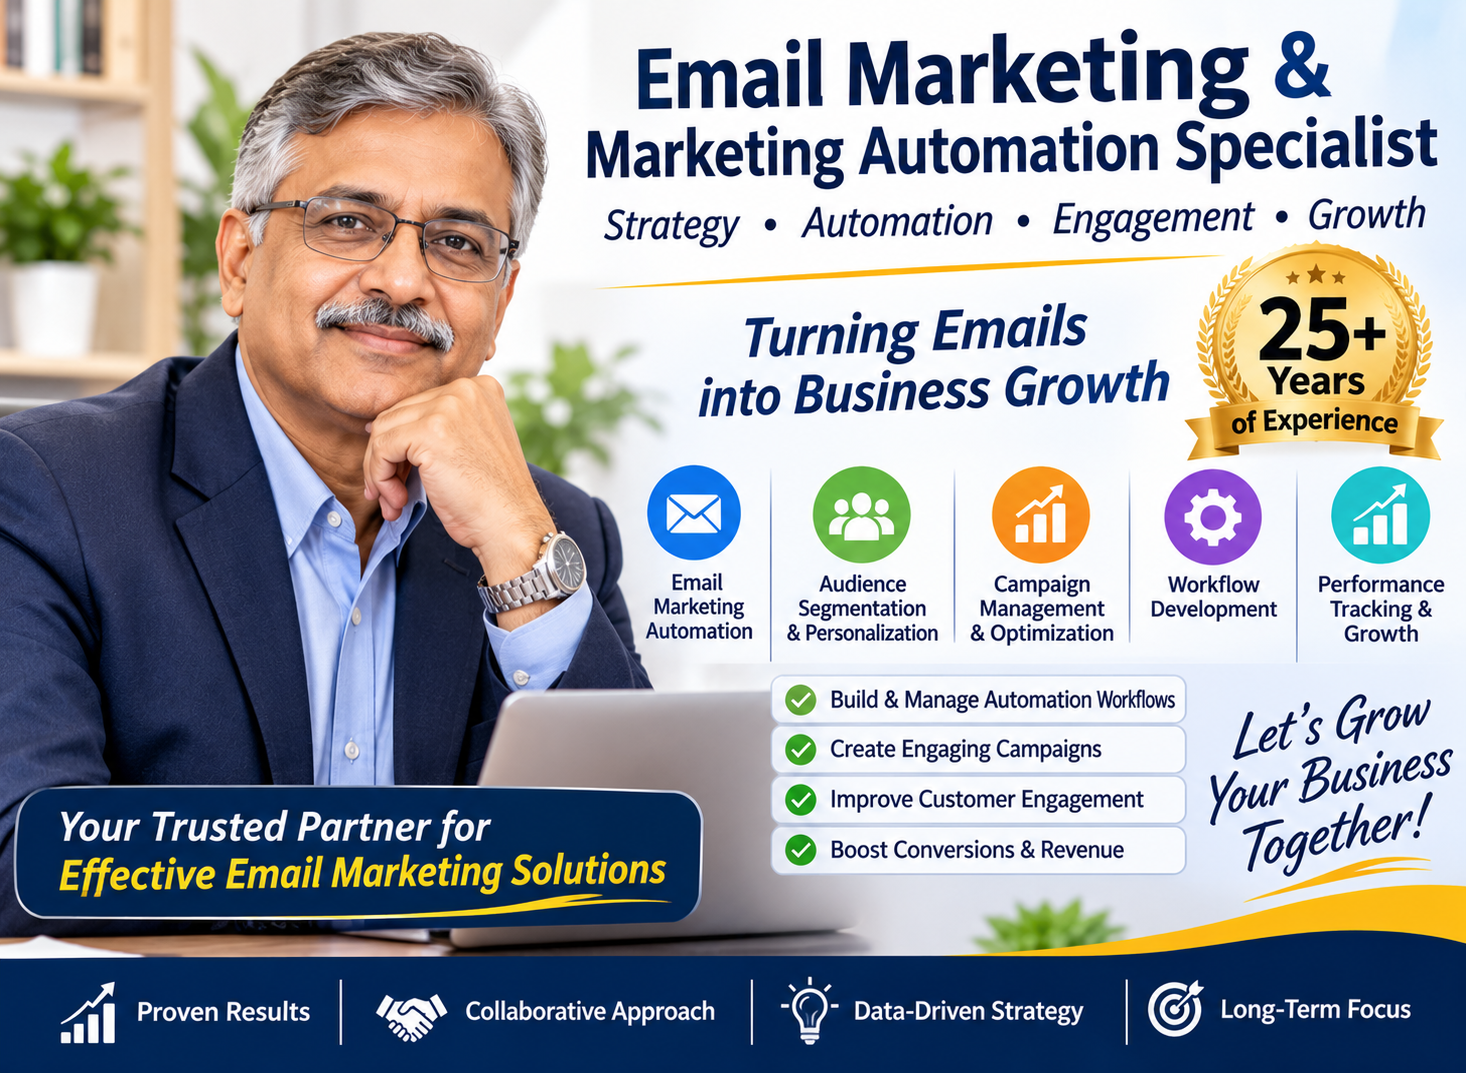 Email Marketing &
Marketing Automation Specialist
Strategy • Automation • Engagement • Growth
Turning Emails
into Business Growth
25+
Years
of Experience
Email
Marketing
Automation
Audience
Segmentation
& Personalization
Campaign
Management
& Optimization
Workflow
Development
Performance
Tracking &
Growth
Build & Manage Automation Workflows
Create Engaging Campaigns
Improve Customer Engagement
Boost Conversions & Revenue
Let's Grow
Your Business
Together!
Your Trusted Partner for
Effective Email Marketing Solutions
Proven Results
Collaborative Approach
Data-Driven Strategy
Long-Term Focus